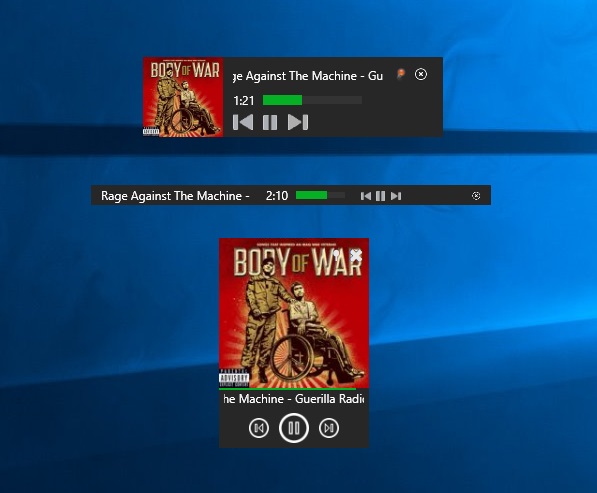 BODY OF WAR
ge Against The Machine - Gu
1:21
Rage Against The Machine -
2:10
BODY OF WAR
PARENTAL
ADVISORY
EXPLICIT CONTENT
he Machine - Guerilla Radio